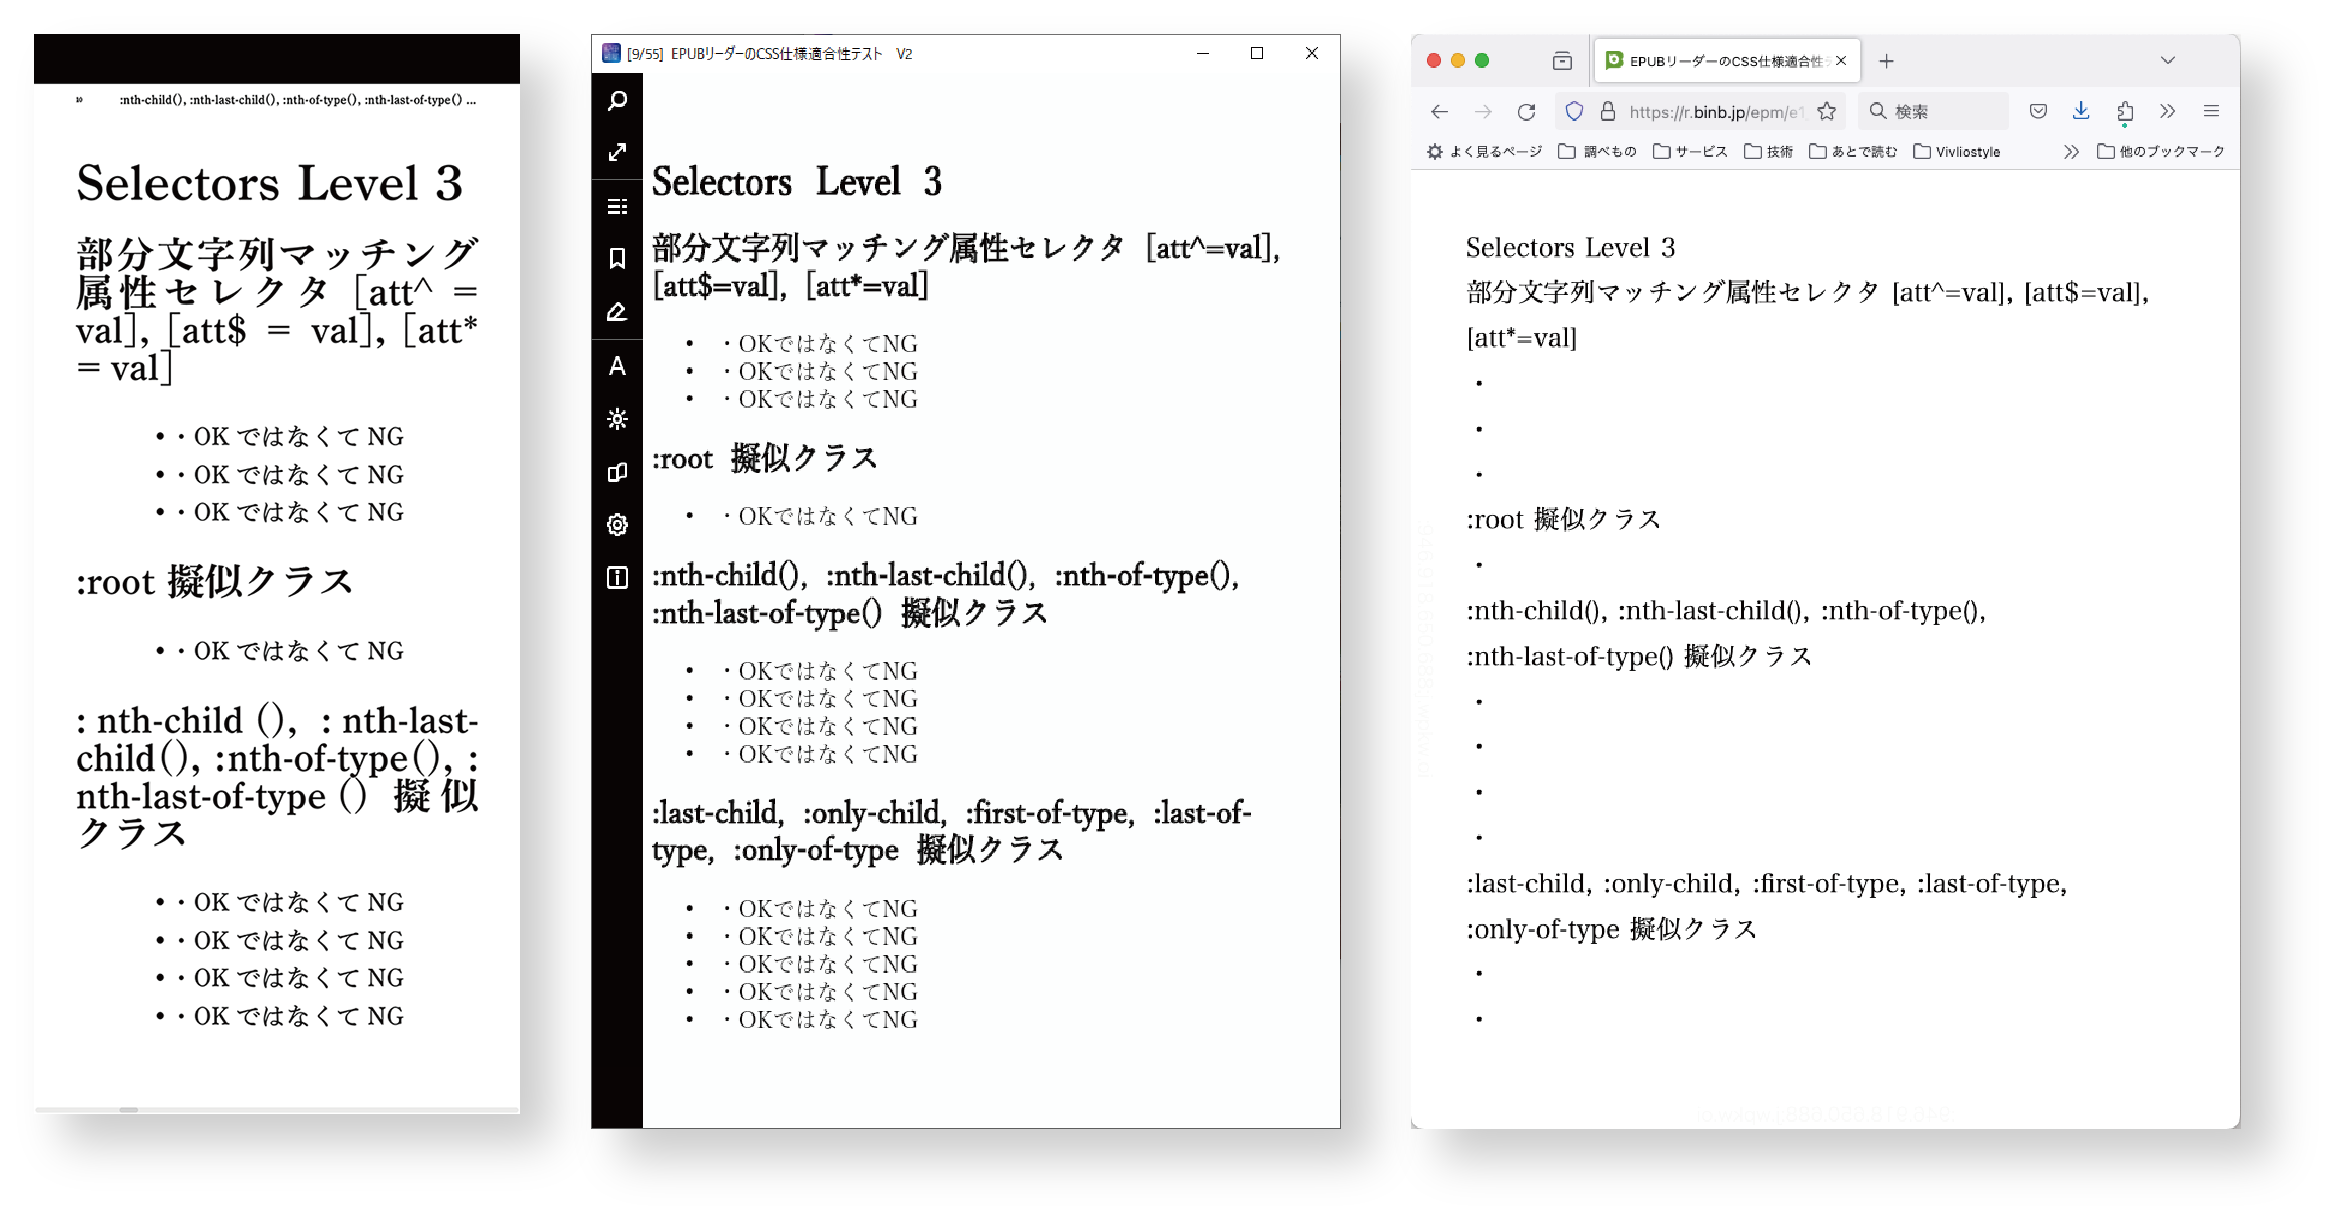 10 :nth-child(), :nth-last-child(), :nth-of-type(), :nth-last-of-type() ...
Selectors Level 3
部分文字列マッチング
属性セレクタ [att^ =
val], [att$ = val], [att*
= val]
• ・OK ではなくて NG
• ・OK ではなくて NG
• ・OK ではなくて NG
:root 擬似クラス
• ・OK ではなくて NG
: nth-child (), : nth-last-
child(), :nth-of-type(), :
nth-last-of-type () 擬似
クラス
• ・OK ではなくて NG
• ・OK ではなくて NG
• ・OK ではなくて NG
• ・OK ではなくて NG
[9/55] EPUBリーダーのCSS仕様適合性テスト V2
A
Selectors Level 3
部分文字列マッチング属性セレクタ [att^=val],
[att$=val], [att*=val]
• ・OKではなくてNG
• ・OKではなくてNG
• ・OKではなくてNG
:root 擬似クラス
• ・OKではなくてNG
:nth-child(), :nth-last-child(), :nth-of-type(),
:nth-last-of-type() 擬似クラス
• ・OKではなくてNG
• ・OKではなくてNG
• ・OKではなくてNG
• ・OKではなくてNG
:last-child, :only-child, :first-of-type, :last-of-
type, :only-of-type 擬似クラス
• ・OKではなくてNG
• ・OKではなくてNG
• ・OKではなくてNG
• ・OKではなくてNG
• ・OKではなくてNG
EPUBリーダーのCSS仕様適合性
https://r.binb.jp/epm/e1 検索
よく見るページ 調べもの サービス 技術 あとで読む Vivliostyle 他のブックマーク
Selectors Level 3
部分文字列マッチング属性セレクタ [att^=val], [att$=val],
[att*=val]
・
・
・
:root 擬似クラス
・
:nth-child(), :nth-last-child(), :nth-of-type(),
:nth-last-of-type() 擬似クラス
・
・
・
・
:last-child, :only-child, :first-of-type, :last-of-type,
:only-of-type 擬似クラス
・
・